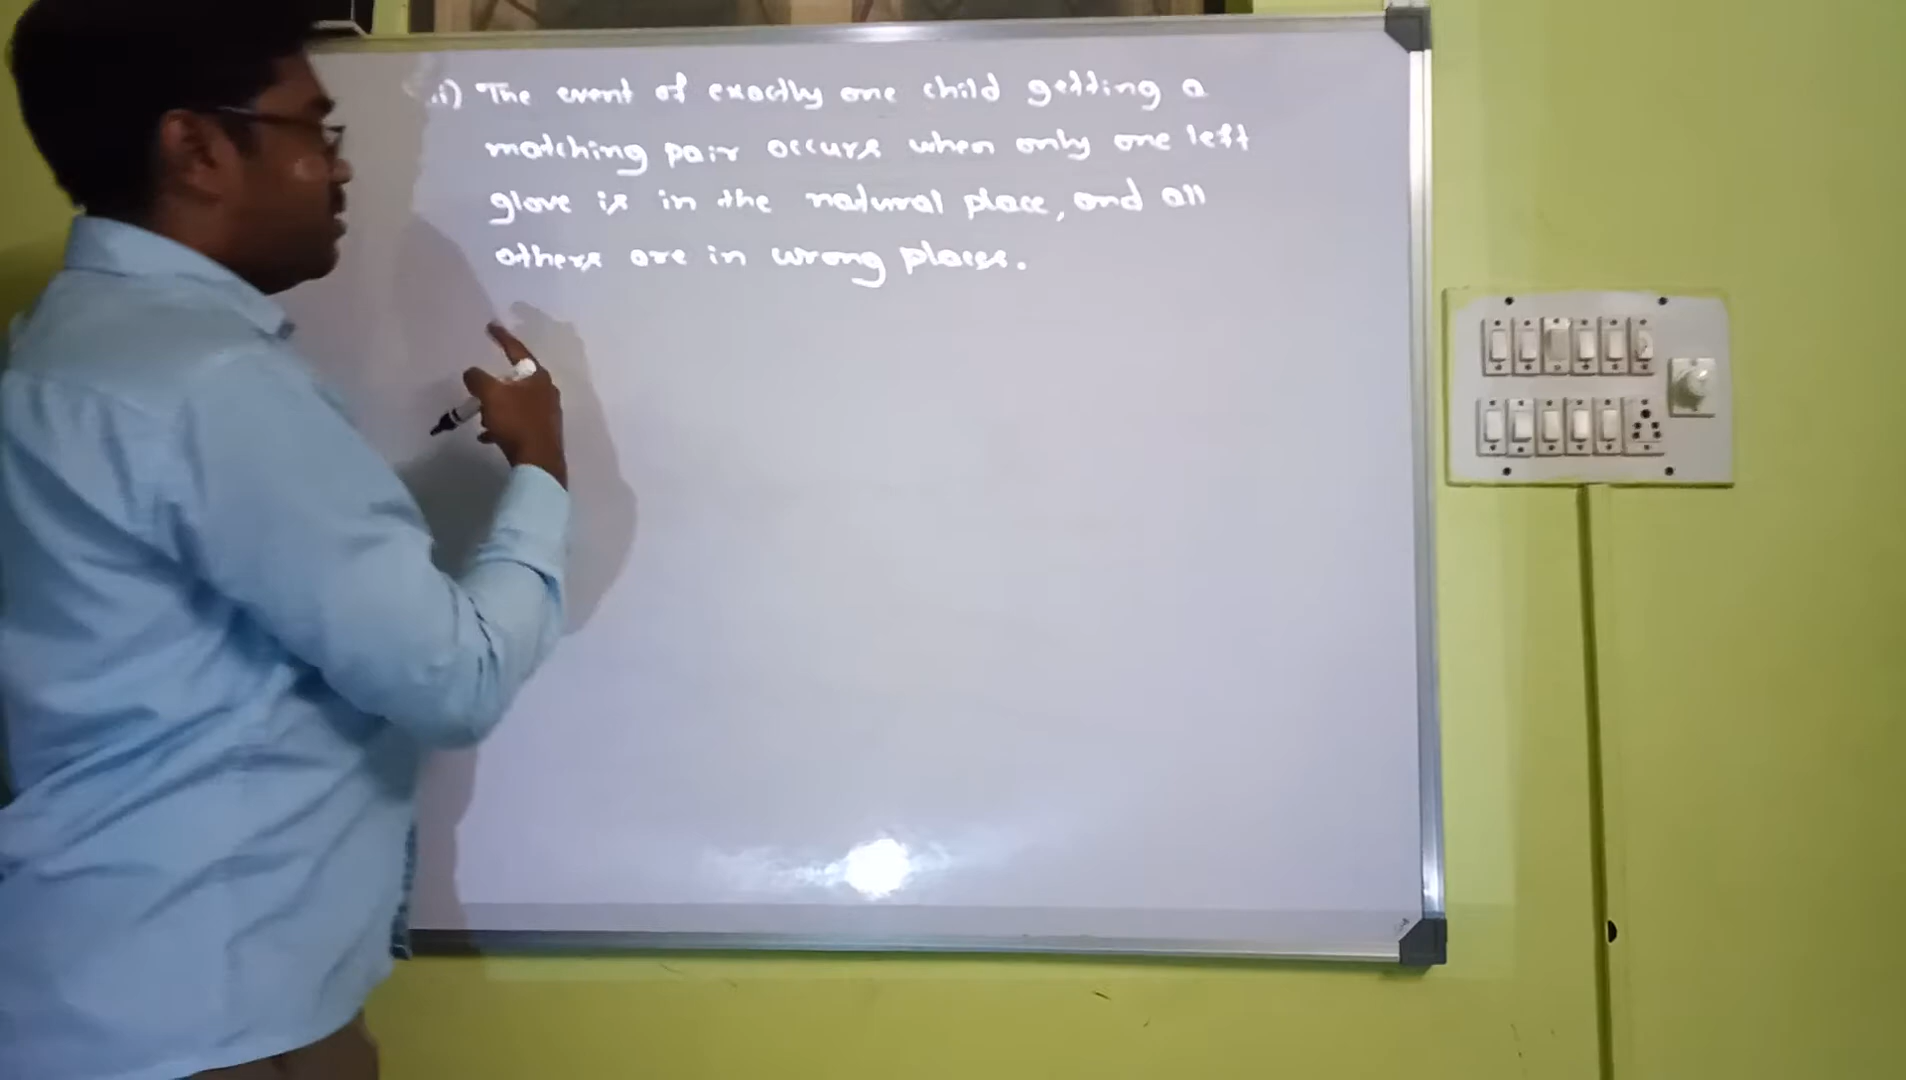 ii) The event of exactly one child getting a
matching pair occurs when only one left
glove is in the natural place, and all
others are in wrong places.